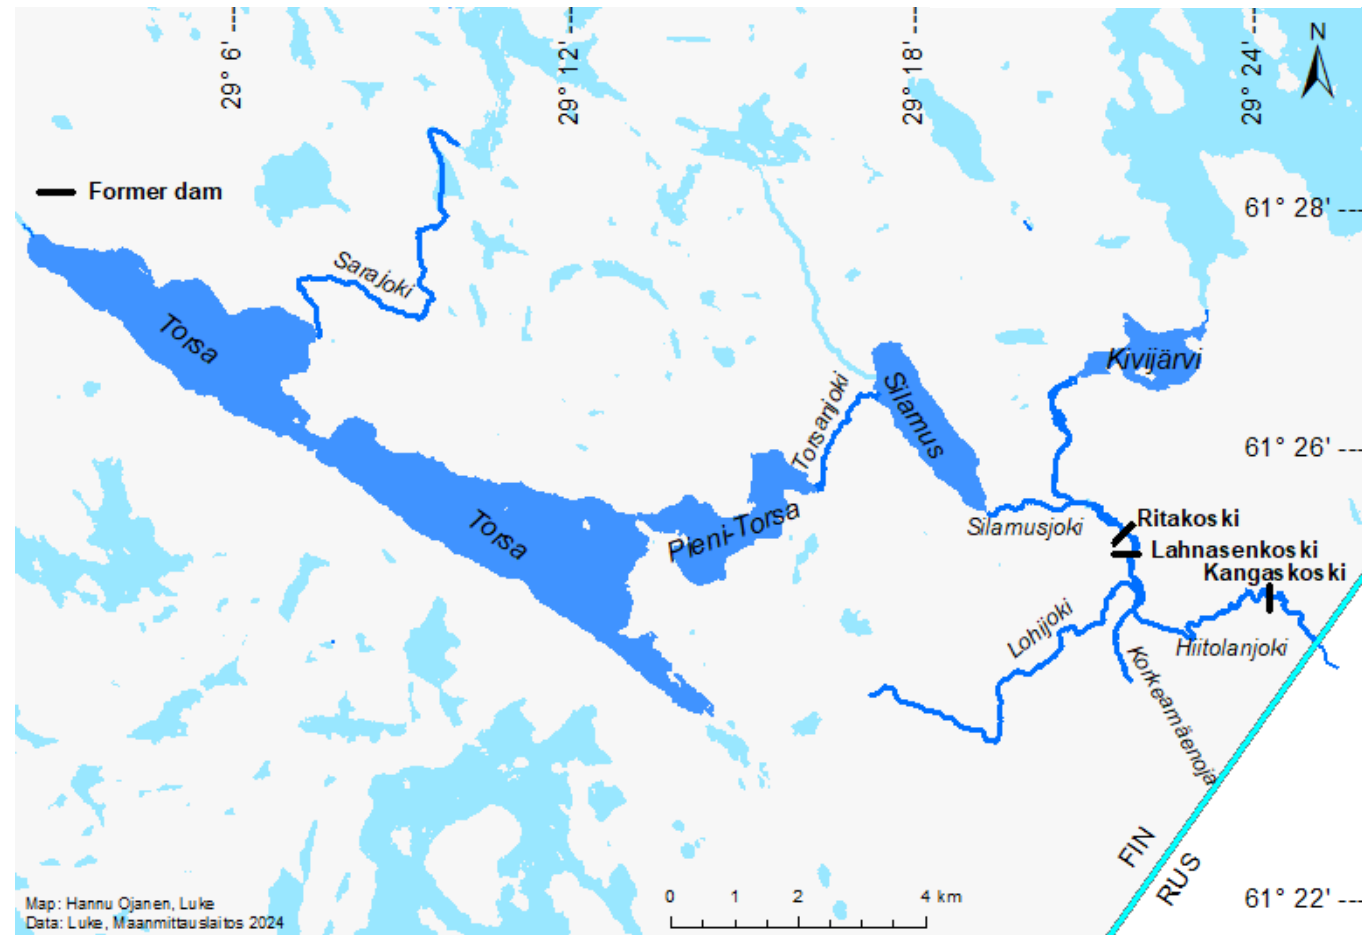 29° 6'
29° 12'
29° 18'
29° 24'
N
Former dam
61° 28'
Sarajoki
Torsa
Kivijärvi
Torsanjoki
Silamus
61° 26'
Torsa
Pieni-Torsa
Silamusjoki
Ritakoski
Lahnasenkoski
Kangaskoski
Lohijoki
Hiitolanjoki
Korkeamäenoja
FIN
RUS
0 1 2 4 km
61° 22'
Map: Hannu Ojanen, Luke
Data: Luke, Maanmittauslaitos 2024